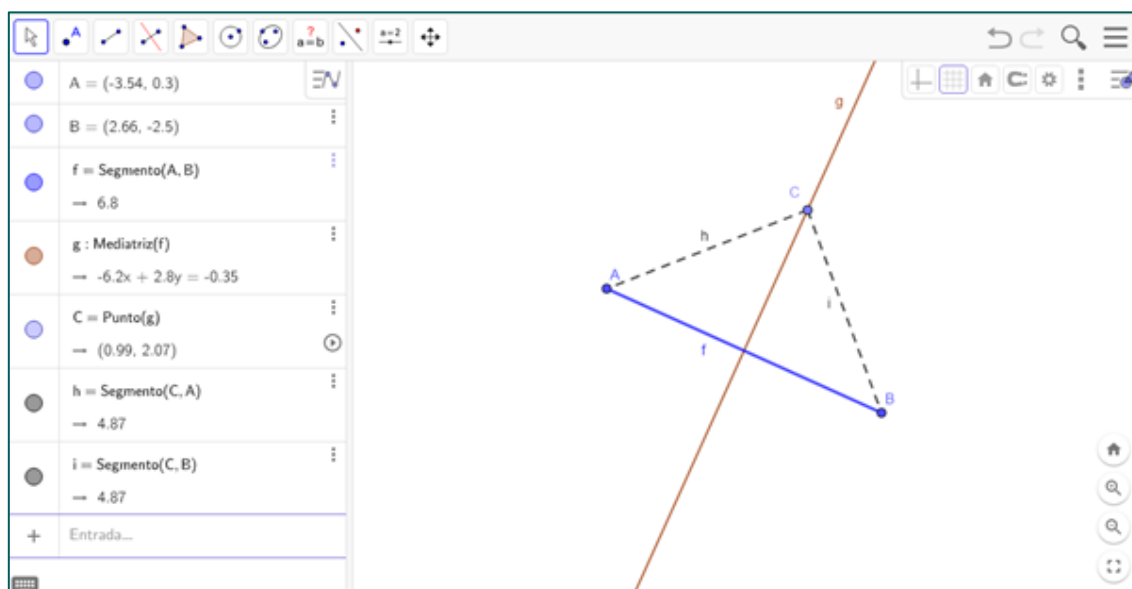 A
?
a=b
a=2
A = (-3.54, 0.3)
B = (2.66, -2.5)
f = Segmento(A, B)
→ 6.8
g : Mediatriz(f)
→ -6.2x + 2.8y = -0.35
C = Punto(g)
→ (0.99, 2.07)
h = Segmento(C, A)
→ 4.87
i = Segmento(C, B)
→ 4.87
+ Entrada...
g
C
h
A
i
f
B